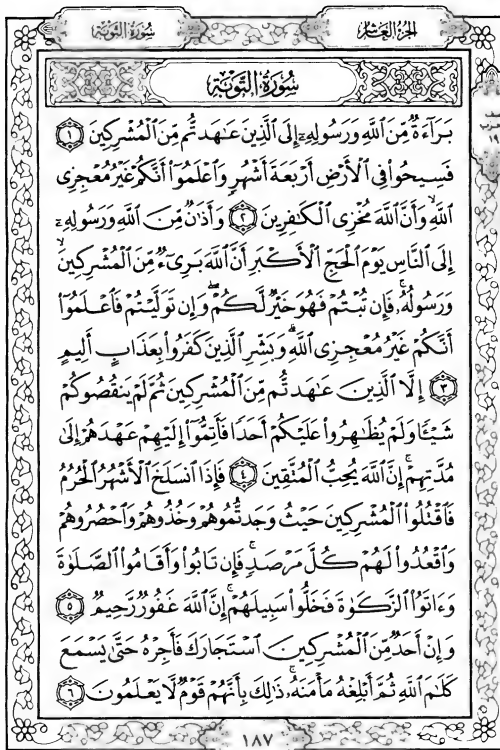 الجزء العاشر
سورة التوبة
سورة التوبة
بَرَآءَةٌ مِّنَ ٱللَّهِ وَرَسُولِهِۦٓ إِلَى ٱلَّذِينَ عَٰهَدتُّم مِّنَ ٱلْمُشْرِكِينَ ١
فَسِيحُوا۟ فِى ٱلْأَرْضِ أَرْبَعَةَ أَشْهُرٍ وَٱعْلَمُوٓا۟ أَنَّكُمْ غَيْرُ مُعْجِزِى
ٱللَّهِ ۙ وَأَنَّ ٱللَّهَ مُخْزِى ٱلْكَٰفِرِينَ ٢ وَأَذَٰنٌ مِّنَ ٱللَّهِ وَرَسُولِهِۦٓ
إِلَى ٱلنَّاسِ يَوْمَ ٱلْحَجِّ ٱلْأَكْبَرِ أَنَّ ٱللَّهَ بَرِىٓءٌ مِّنَ ٱلْمُشْرِكِينَ ۙ
وَرَسُولُهُۥ ۚ فَإِن تُبْتُمْ فَهُوَ خَيْرٌ لَّكُمْ ۖ وَإِن تَوَلَّيْتُمْ فَٱعْلَمُوٓا۟
أَنَّكُمْ غَيْرُ مُعْجِزِى ٱللَّهِ ۗ وَبَشِّرِ ٱلَّذِينَ كَفَرُوا۟ بِعَذَابٍ أَلِيمٍ
٣ إِلَّا ٱلَّذِينَ عَٰهَدتُّم مِّنَ ٱلْمُشْرِكِينَ ثُمَّ لَمْ يَنقُصُوكُمْ
شَيْـًٔا وَلَمْ يُظَٰهِرُوا۟ عَلَيْكُمْ أَحَدًا فَأَتِمُّوٓا۟ إِلَيْهِمْ عَهْدَهُمْ إِلَىٰ
مُدَّتِهِمْ ۚ إِنَّ ٱللَّهَ يُحِبُّ ٱلْمُتَّقِينَ ٤ فَإِذَا ٱنسَلَخَ ٱلْأَشْهُرُ ٱلْحُرُمُ
فَٱقْتُلُوا۟ ٱلْمُشْرِكِينَ حَيْثُ وَجَدتُّمُوهُمْ وَخُذُوهُمْ وَٱحْصُرُوهُمْ
وَٱقْعُدُوا۟ لَهُمْ كُلَّ مَرْصَدٍ ۚ فَإِن تَابُوا۟ وَأَقَامُوا۟ ٱلصَّلَوٰةَ
وَءَاتَوُا۟ ٱلزَّكَوٰةَ فَخَلُّوا۟ سَبِيلَهُمْ ۚ إِنَّ ٱللَّهَ غَفُورٌ رَّحِيمٌ ٥
وَإِنْ أَحَدٌ مِّنَ ٱلْمُشْرِكِينَ ٱسْتَجَارَكَ فَأَجِرْهُ حَتَّىٰ يَسْمَعَ
كَلَٰمَ ٱللَّهِ ثُمَّ أَبْلِغْهُ مَأْمَنَهُۥ ۚ ذَٰلِكَ بِأَنَّهُمْ قَوْمٌ لَّا يَعْلَمُونَ ٦
١٨٧